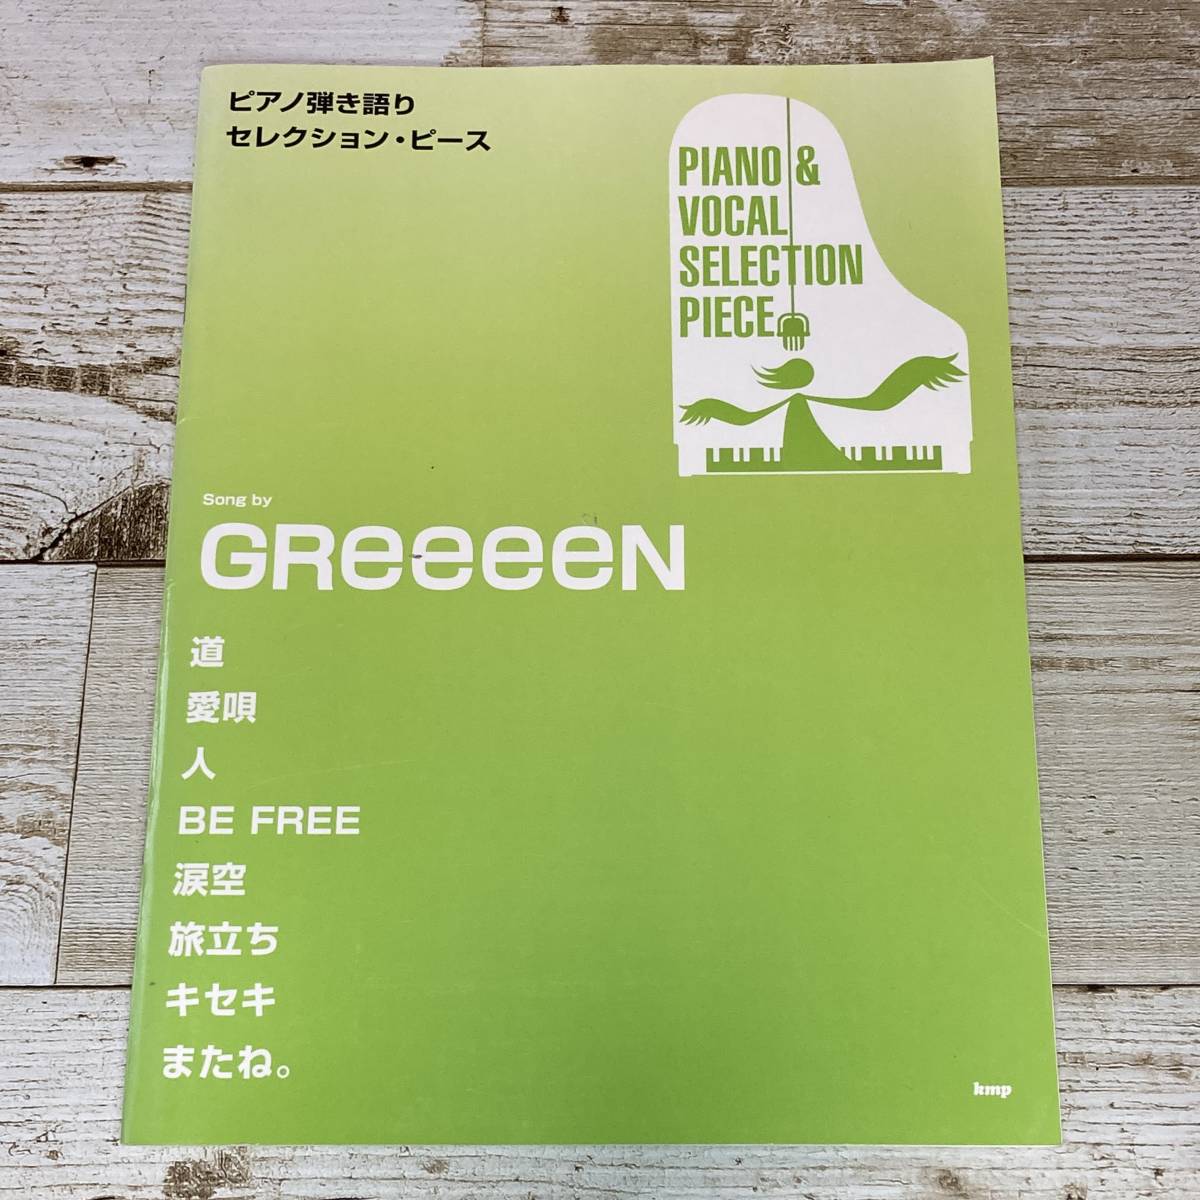 ピアノ弾き語り
セレクション・ピース
PIANO &
VOCAL
SELECTION
PIECE
Song by
GReeeeN
道
愛唄
人
BE FREE
涙空
旅立ち
キセキ
またね。
kmp